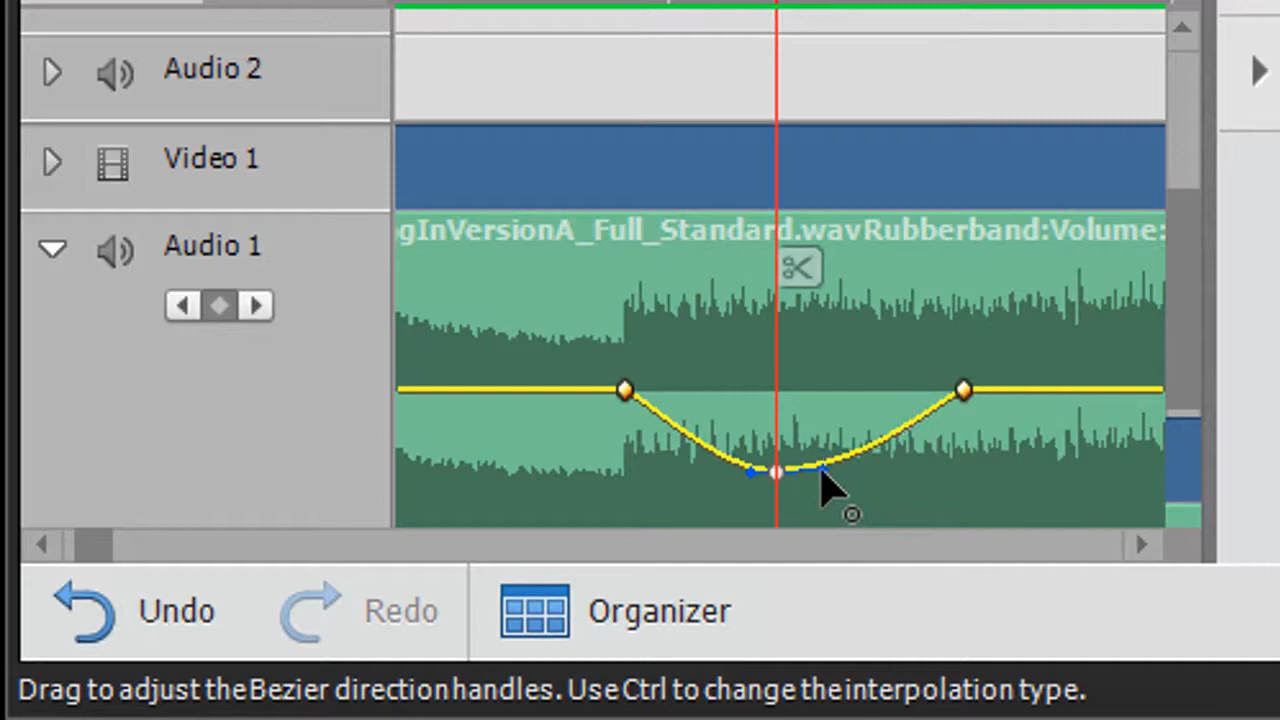 Audio 2
Video 1
gInVersionA_Full_Standard.wavRubberband:Volume:
Audio 1
Undo
Redo
Organizer
Drag to adjust the Bezier direction handles. Use Ctrl to change the interpolation type.